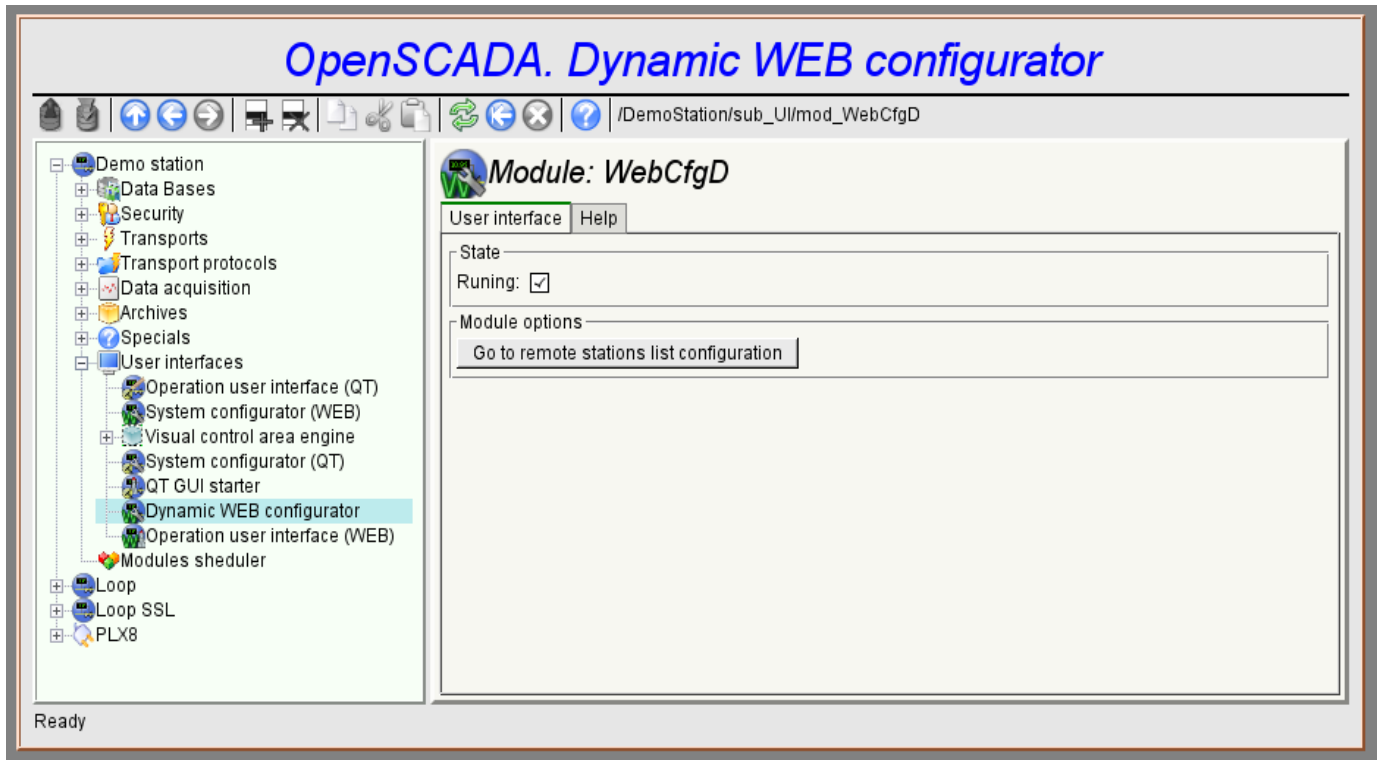 OpenSCADA. Dynamic WEB configurator
/DemoStation/sub_UI/mod_WebCfgD
Demo station
Data Bases
Security
Transports
Transport protocols
Data acquisition
Archives
Specials
User interfaces
Operation user interface (QT)
System configurator (WEB)
Visual control area engine
System configurator (QT)
QT GUI starter
Dynamic WEB configurator
Operation user interface (WEB)
Modules sheduler
Loop
Loop SSL
PLX8
Module: WebCfgD
User interface Help
State
Runing:
Module options
Go to remote stations list configuration
Ready